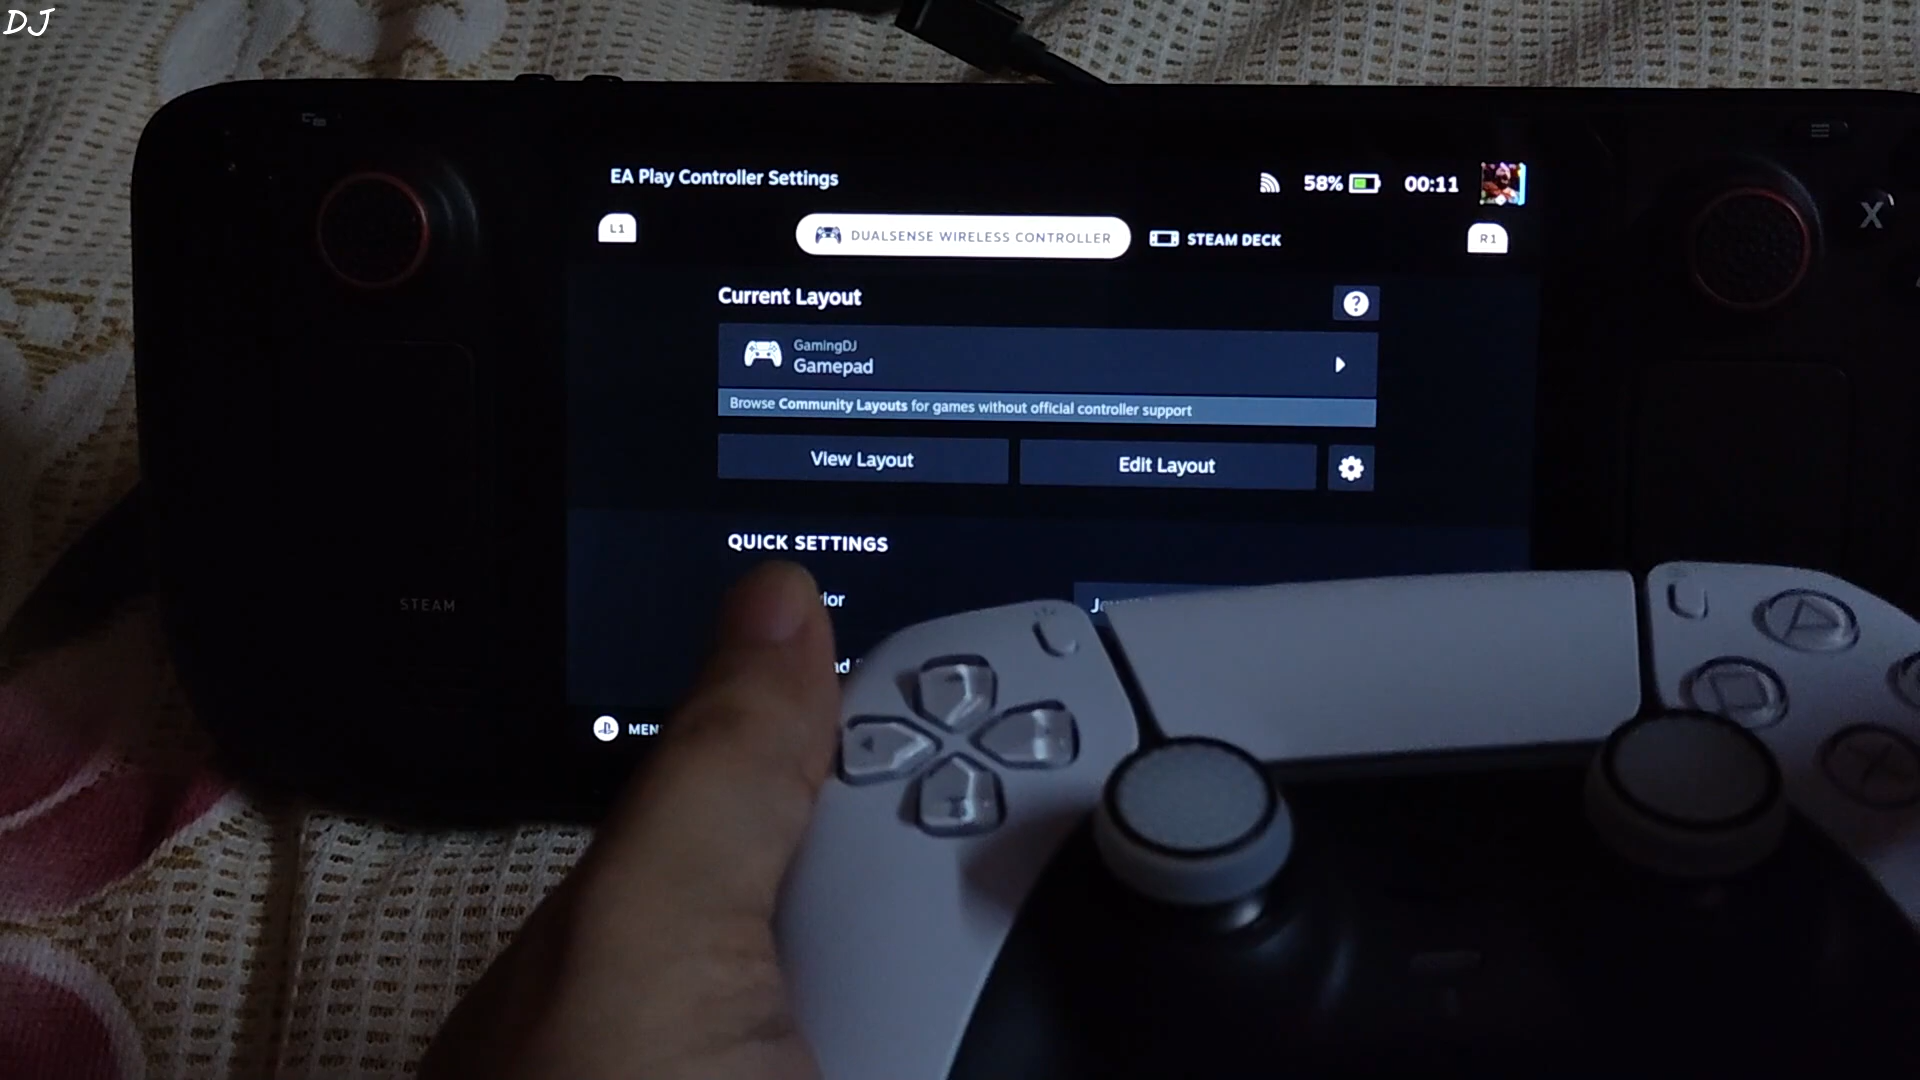 DJ
EA Play Controller Settings
58%
00:11
L1
DUALSENSE WIRELESS CONTROLLER
STEAM DECK
R1
X
Current Layout
?
GamingDJ
Gamepad
Browse Community Layouts for games without official controller support
View Layout
Edit Layout
QUICK SETTINGS
STEAM